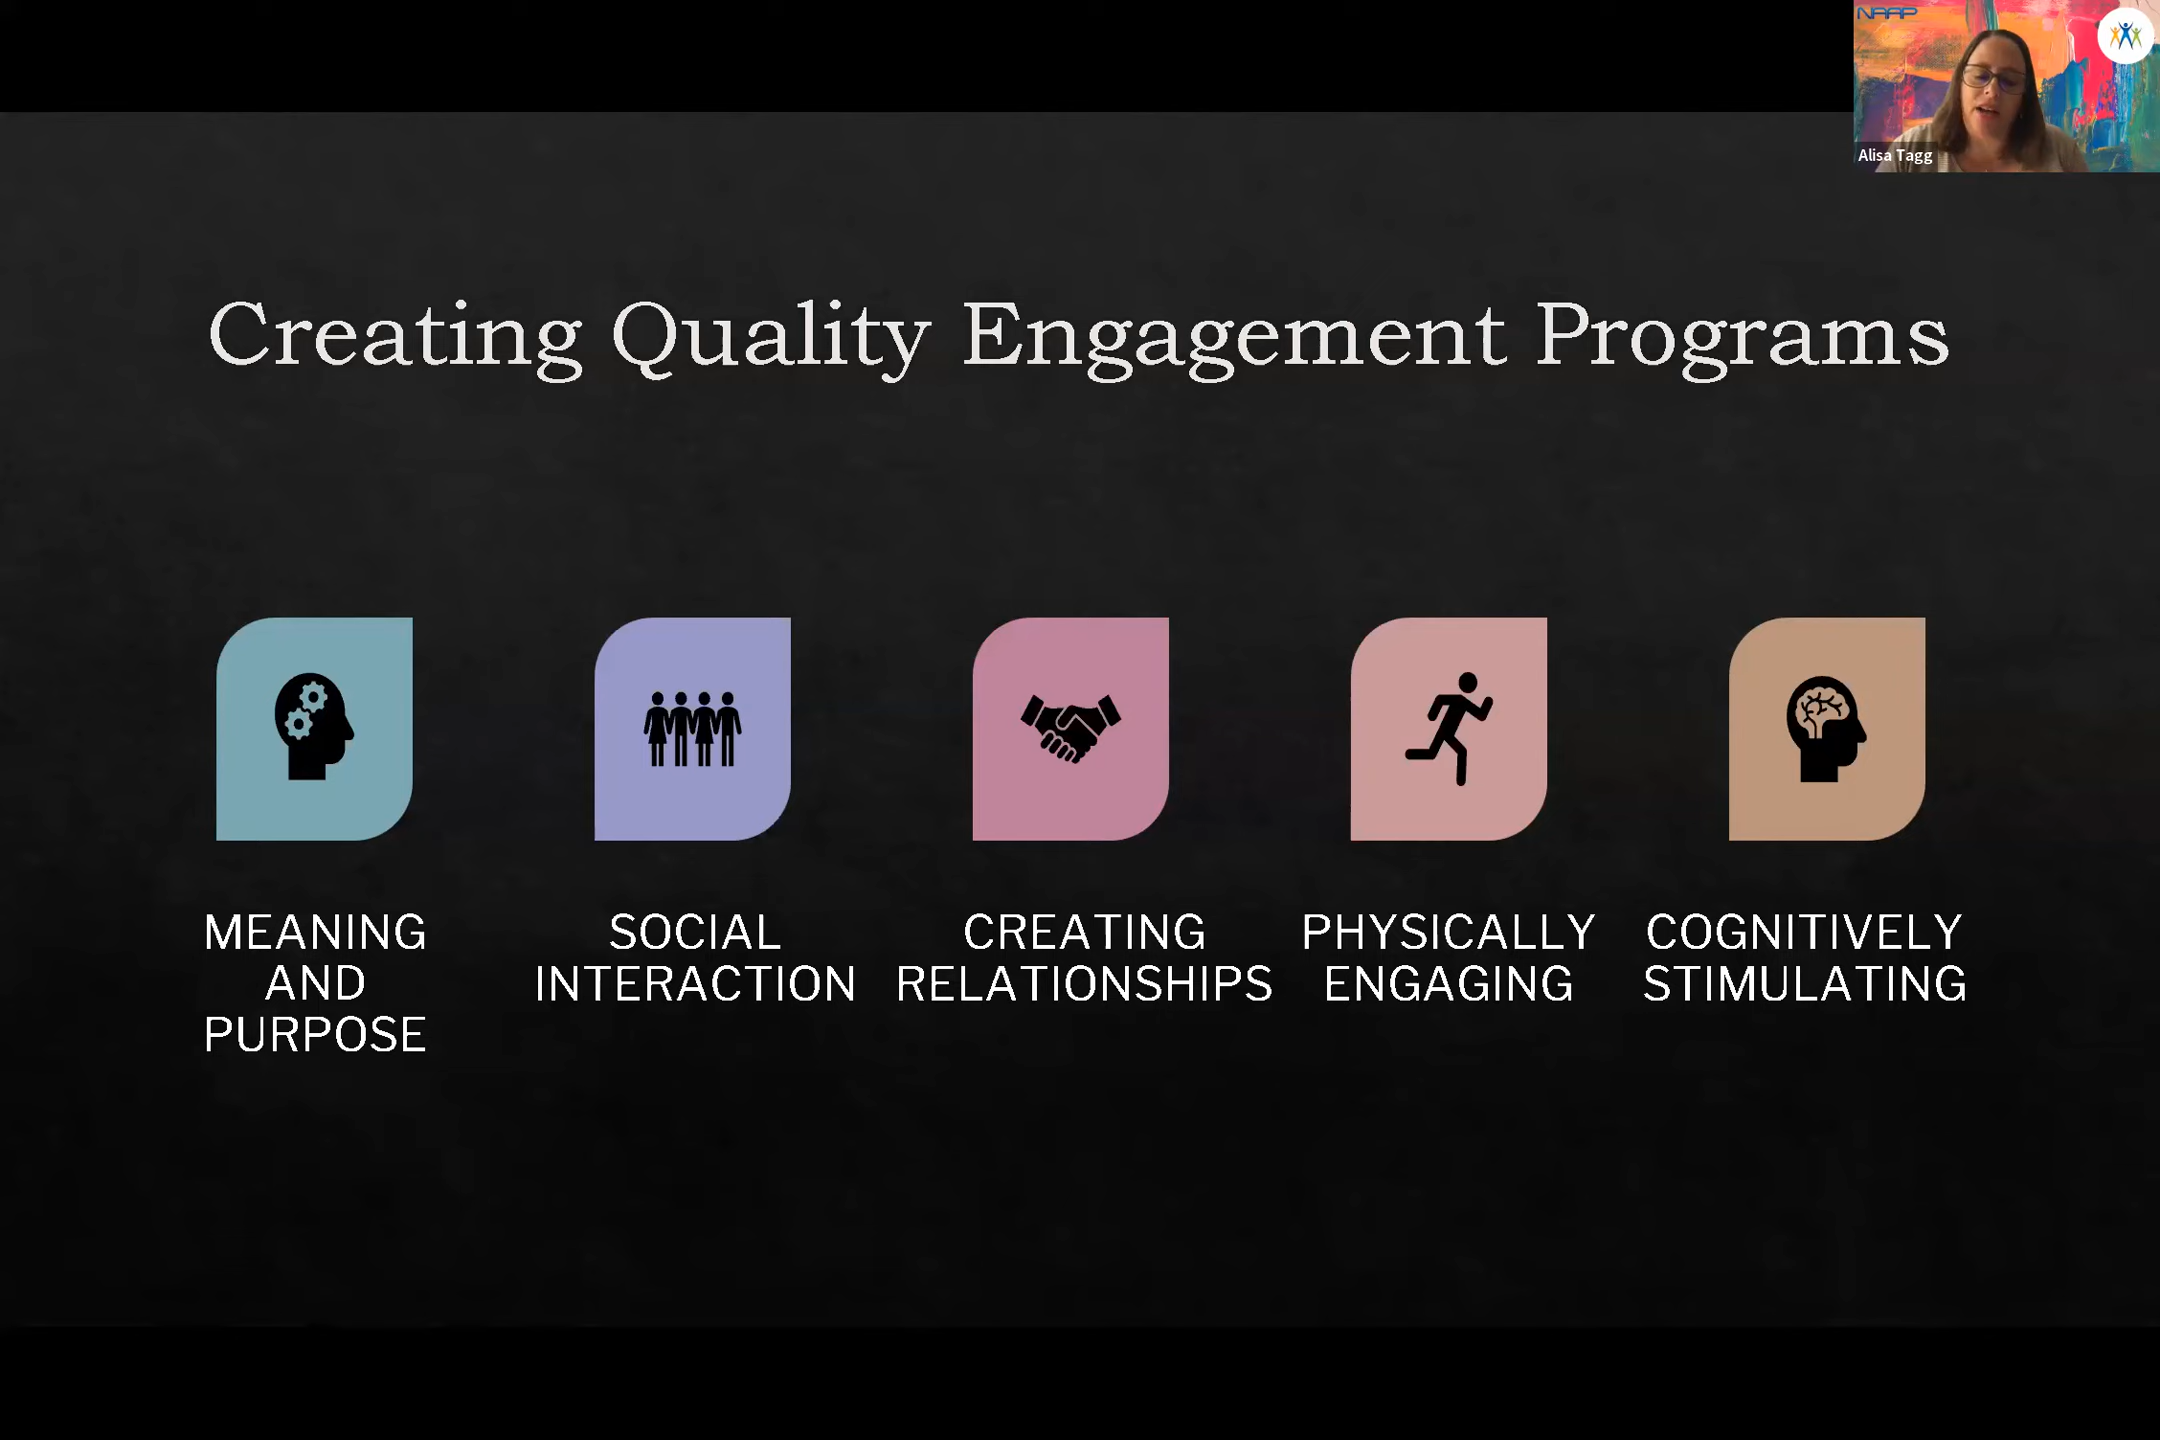 NAAP
Alisa Tagg
Creating Quality Engagement Programs
MEANING
AND
PURPOSE
SOCIAL
INTERACTION
CREATING
RELATIONSHIPS
PHYSICALLY
ENGAGING
COGNITIVELY
STIMULATING